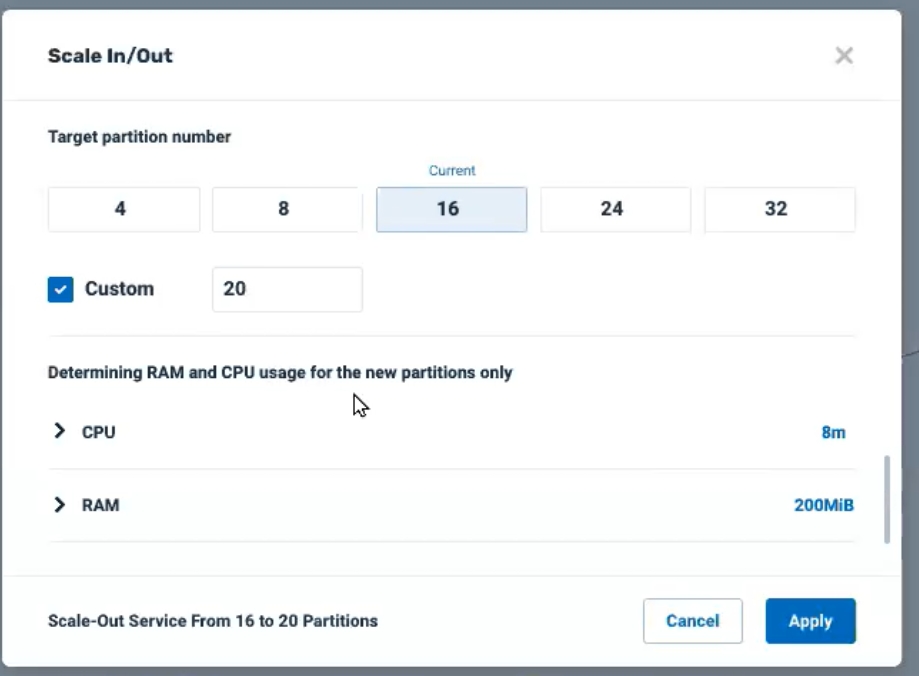 Scale In/Out
Target partition number
Current
4 8 16 24 32
Custom 20
Determining RAM and CPU usage for the new partitions only
CPU 8m
RAM 200MiB
Scale-Out Service From 16 to 20 Partitions Cancel Apply